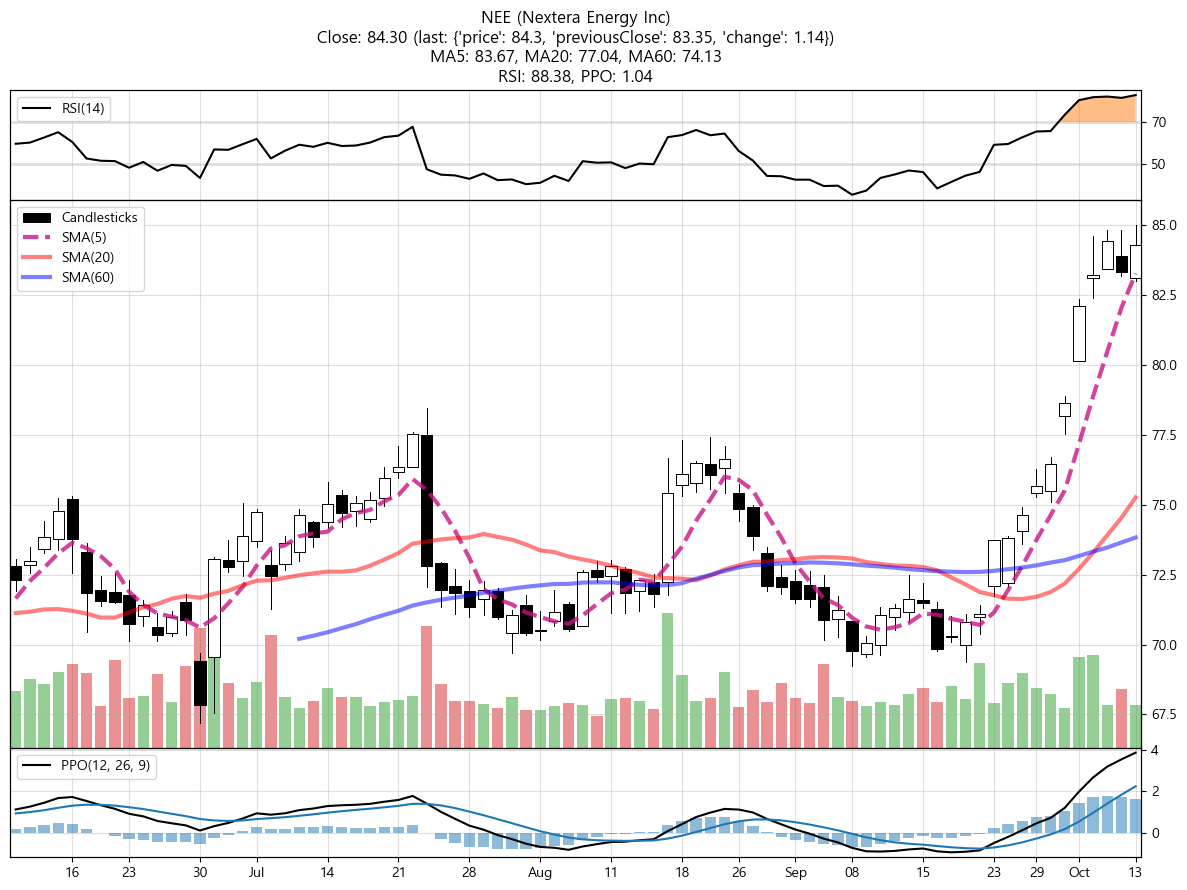 NEE (Nextera Energy Inc)
Close: 84.30 (last: {'price': 84.3, 'previousClose': 83.35, 'change': 1.14})
MA5: 83.67, MA20: 77.04, MA60: 74.13
RSI: 88.38, PPO: 1.04
RSI(14)
70
50
Candlesticks
SMA(5)
SMA(20)
SMA(60)
85.0
82.5
80.0
77.5
75.0
72.5
70.0
67.5
PPO(12, 26, 9)
4
2
0
16 23 30 Jul 14 21 28 Aug 11 18 26 Sep 08 15 23 29 Oct 13